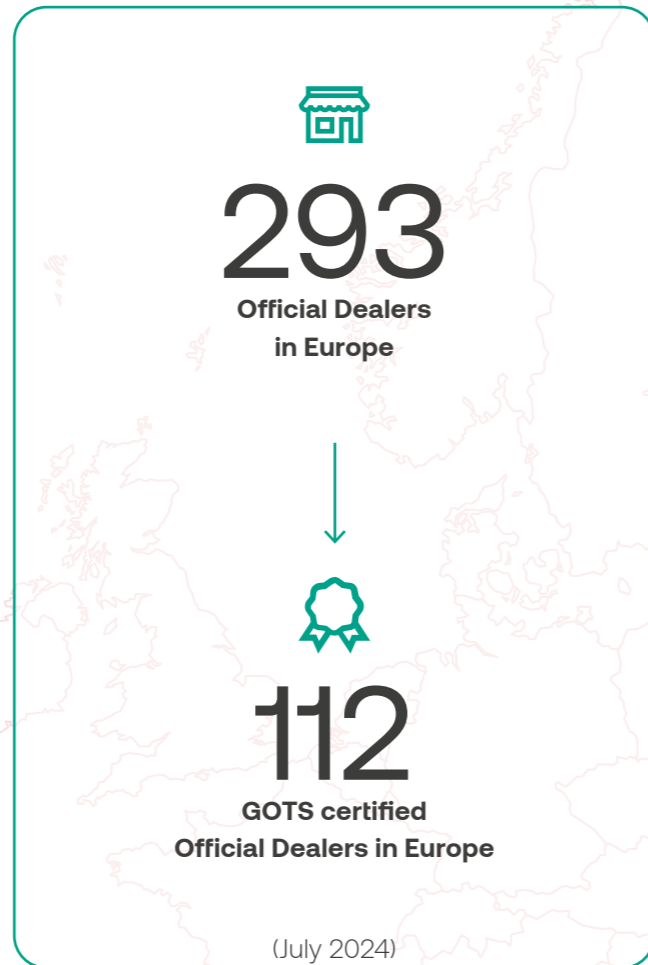 293
Official Dealers
in Europe
112
GOTS certified
Official Dealers in Europe
(July 2024)